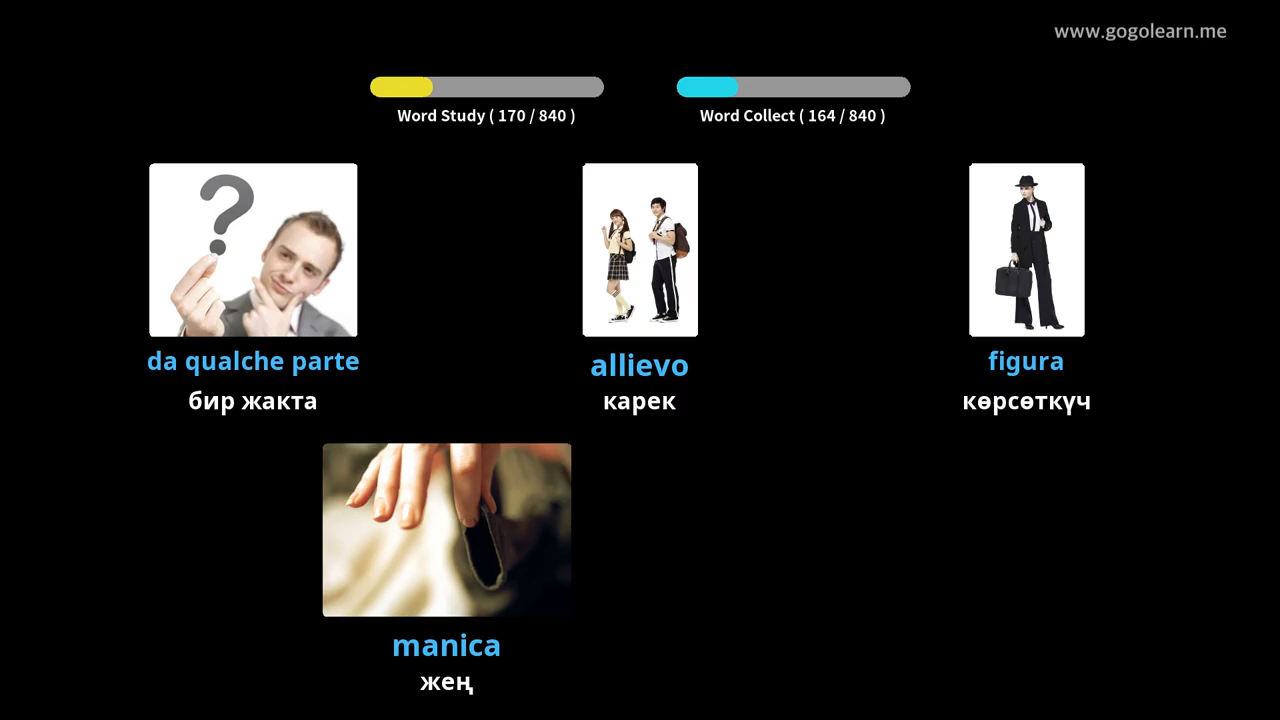 www.gogolearn.me
Word Study ( 170 / 840 )
Word Collect ( 164 / 840 )
da qualche parte
бир жакта
allievo
карек
figura
көрсөткүч
manica
жең